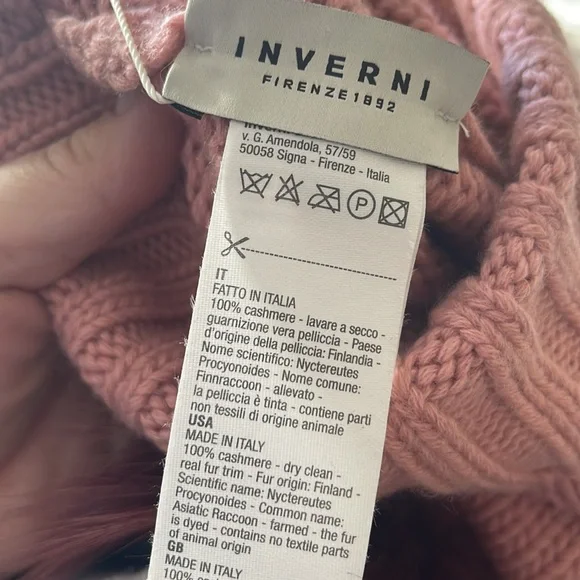 INVERNI
FIRENZE 1892
v. G. Amendola, 57/59
50058 Signa - Firenze - Italia
P
IT
FATTO IN ITALIA
100% cashmere - lavare a secco -
guarnizione vera pelliccia - Paese
d'origine della pelliccia: Finlandia -
Nome scientifico: Nyctereutes
Procyonoides - Nome comune:
Finnraccoon - allevato -
la pelliccia è tinta - contiene parti
non tessili di origine animale
USA
MADE IN ITALY
100% cashmere - dry clean -
real fur trim - Fur origin: Finland -
Scientific name: Nyctereutes
Procyonoides - Common name:
Asiatic Raccoon - farmed - the fur
is dyed - contains no textile parts
of animal origin
GB
MADE IN ITALY